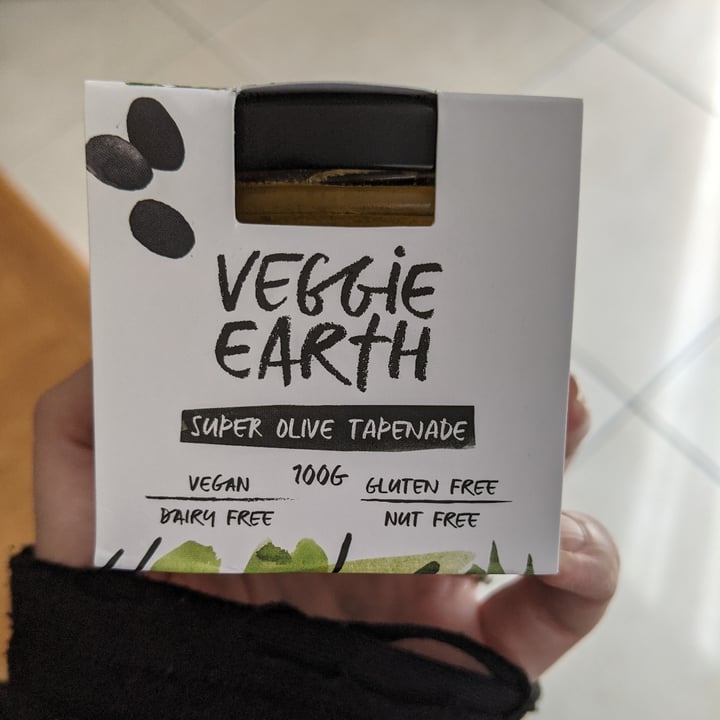 VEGGiE
EARtH
SUPER OLIVE TAPENADE
100G
VEGAN
DAIRY FREE
GLUTEN FREE
NUT FREE